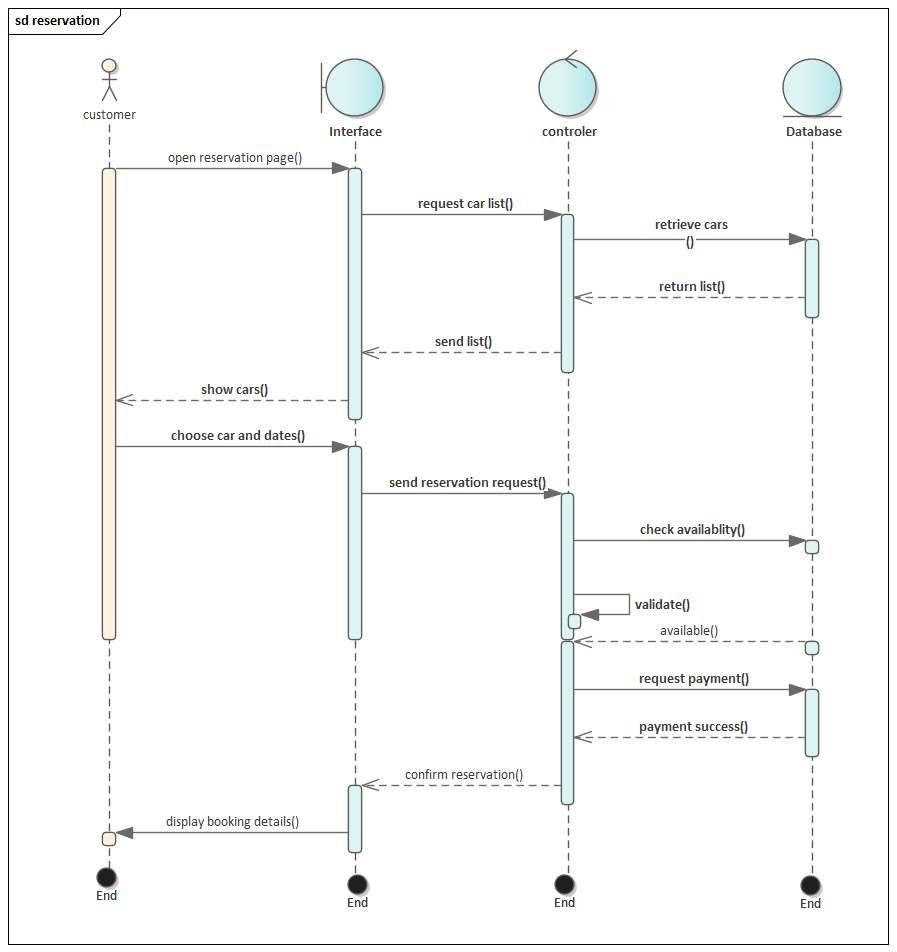 sd reservation
customer
Interface
controler
Database
open reservation page()
request car list()
retrieve cars
()
return list()
send list()
show cars()
choose car and dates()
send reservation request()
check availablity()
validate()
available()
request payment()
payment success()
confirm reservation()
display booking details()
End
End
End
End